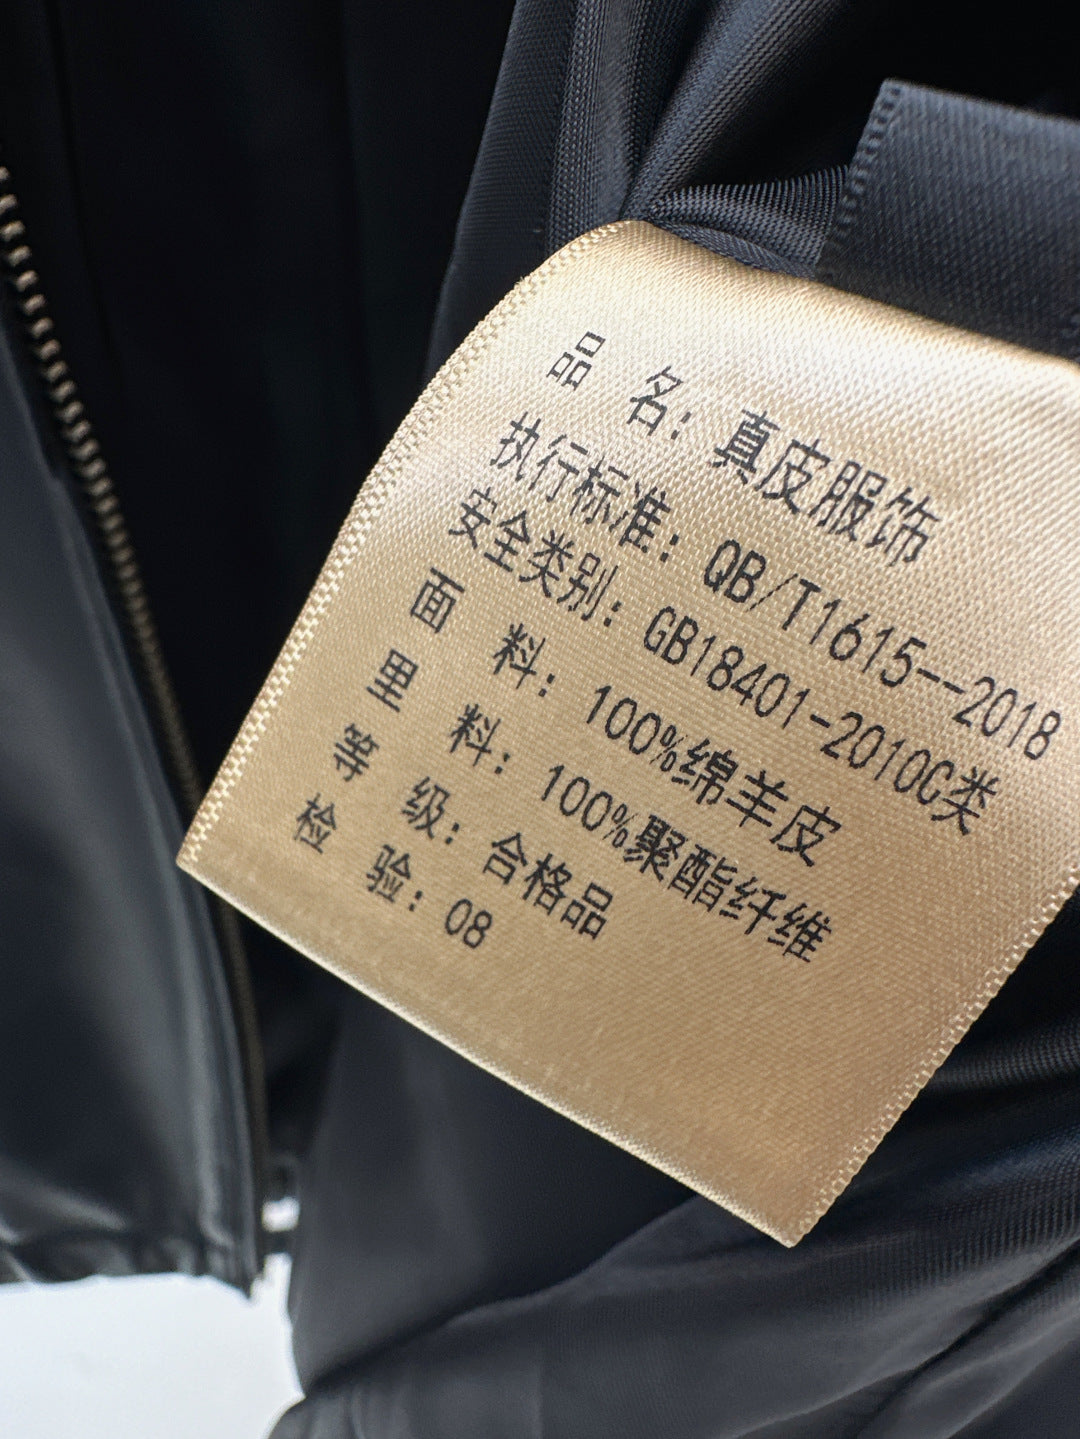 品 名：真皮服饰
执行标准：QB/T1615--2018
安全类别：GB18401-2010C类
面 料：100%绵羊皮
里 料：100%聚酯纤维
等 级：合格品
检 验：08